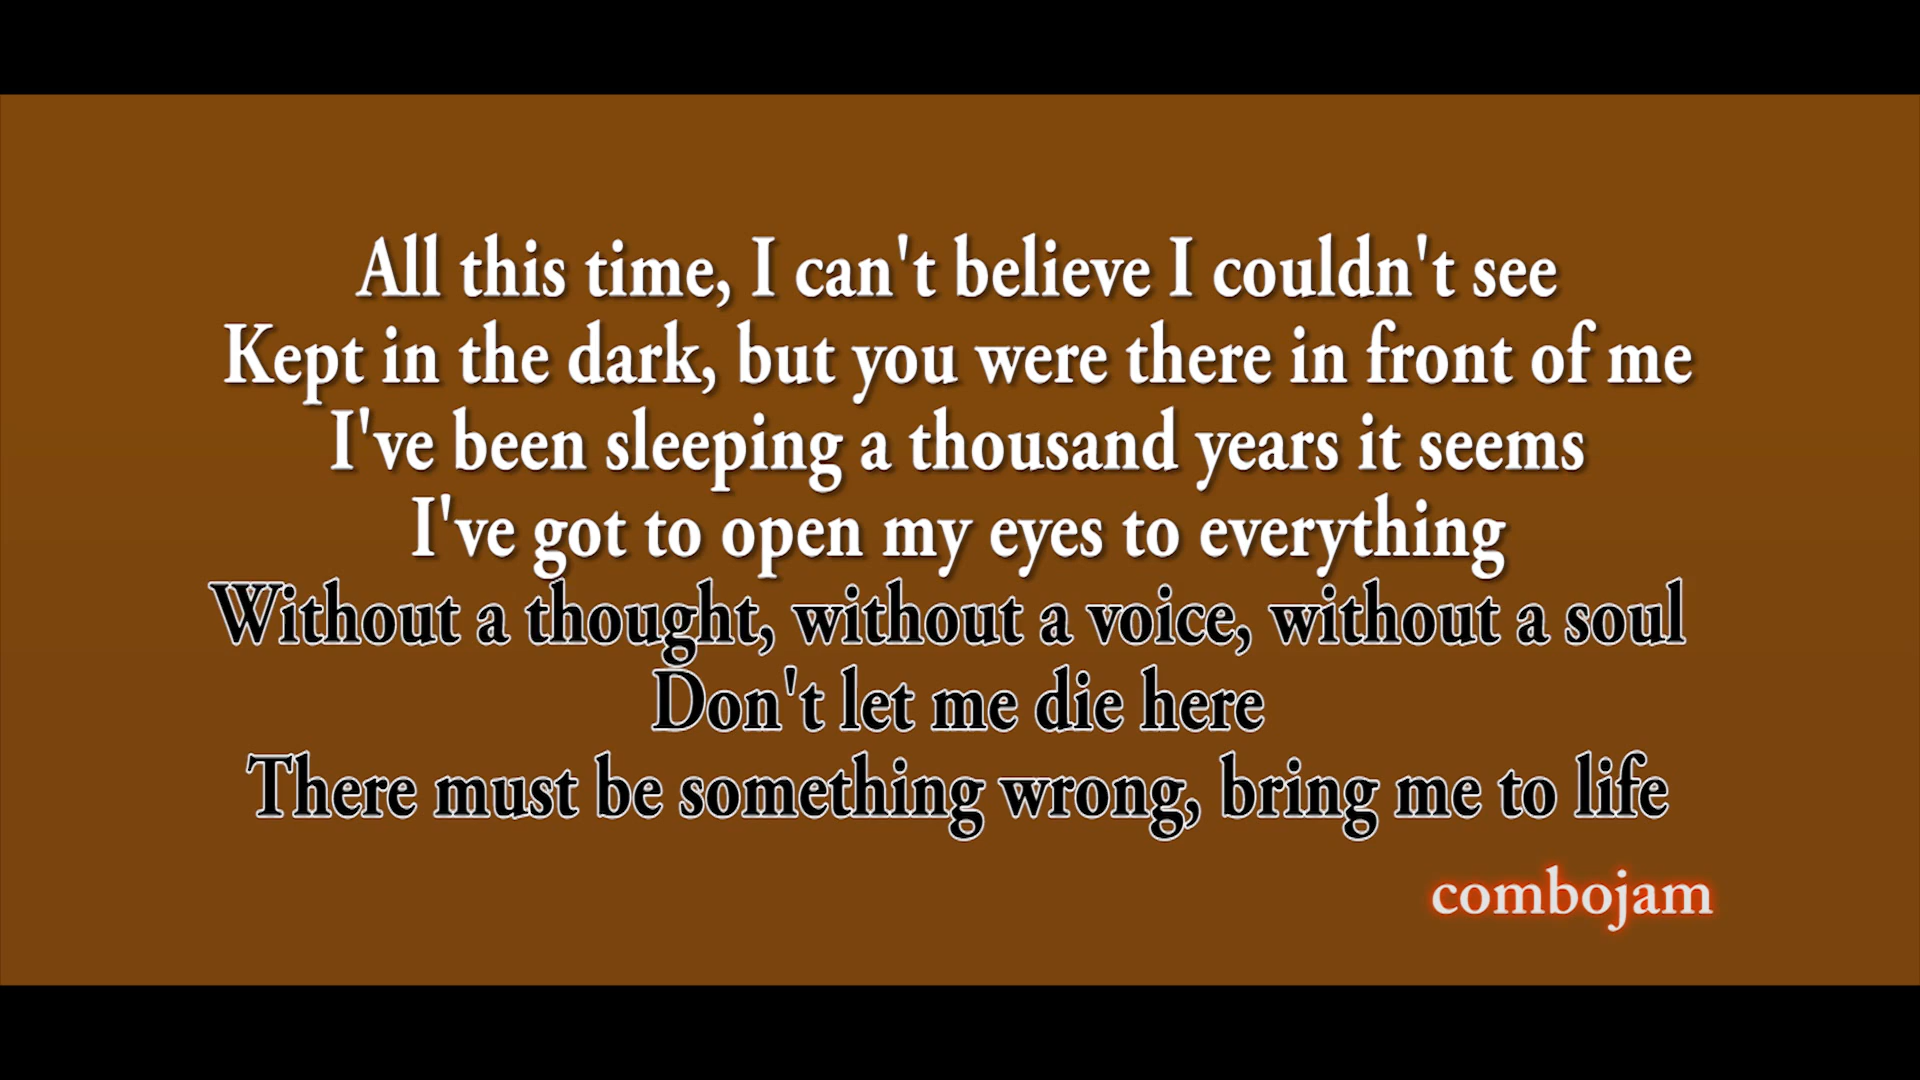 All this time, I can't believe I couldn't see
Kept in the dark, but you were there in front of me
I've been sleeping a thousand years it seems
I've got to open my eyes to everything
Without a thought, without a voice, without a soul
Don't let me die here
There must be something wrong, bring me to life
combojam